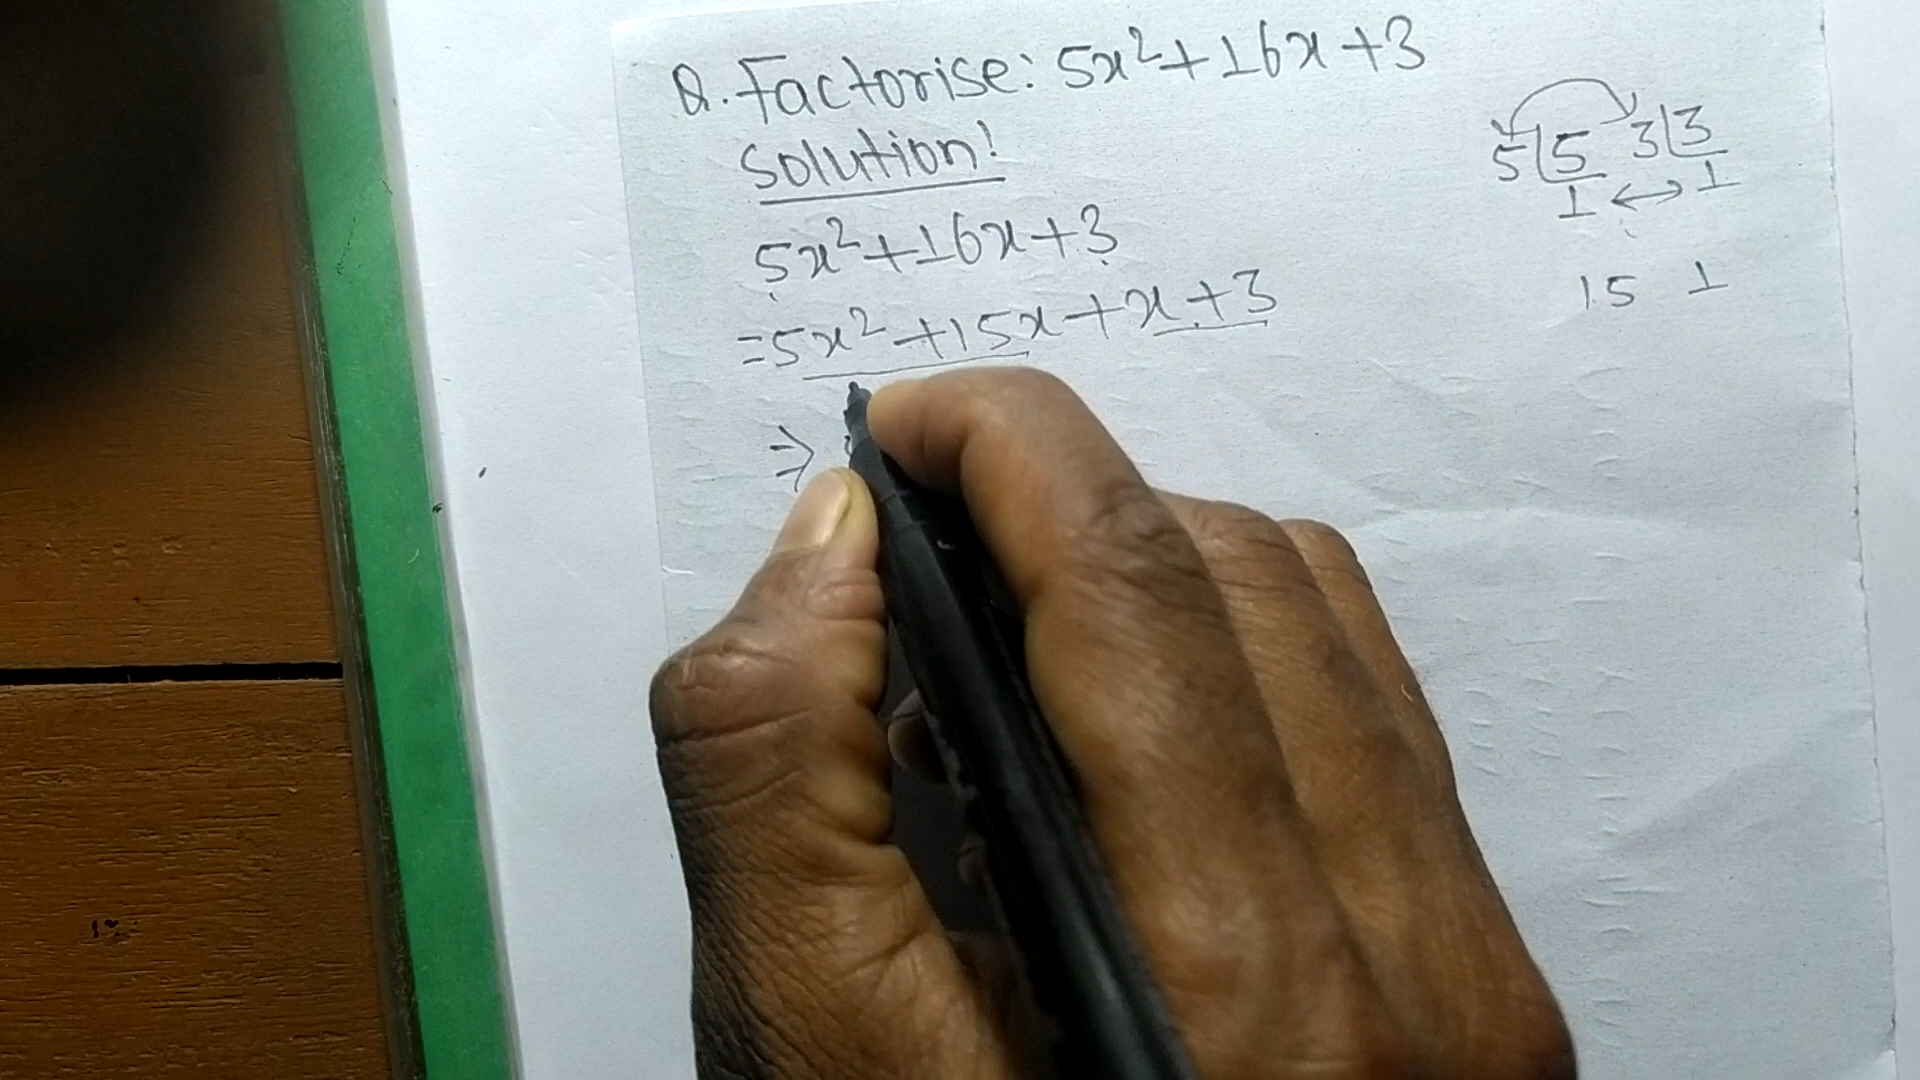 Q. Factorise: 5x²+16x+3
Solution:
5x²+16x+3
=5x²+15x+x+3
⇒
5|5 3|3
1 ↔ 1
15 1